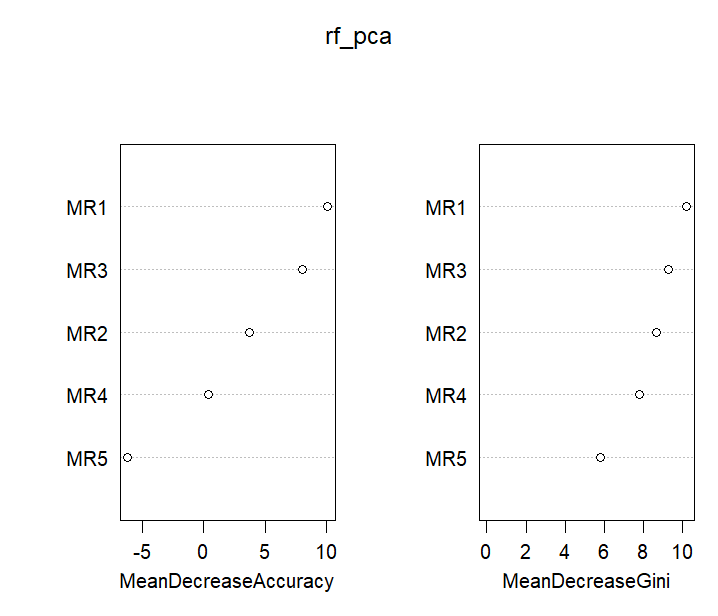 rf_pca
MR1
MR3
MR2
MR4
MR5
-5 0 5 10
MeanDecreaseAccuracy
MR1
MR3
MR2
MR4
MR5
0 2 4 6 8 10
MeanDecreaseGini